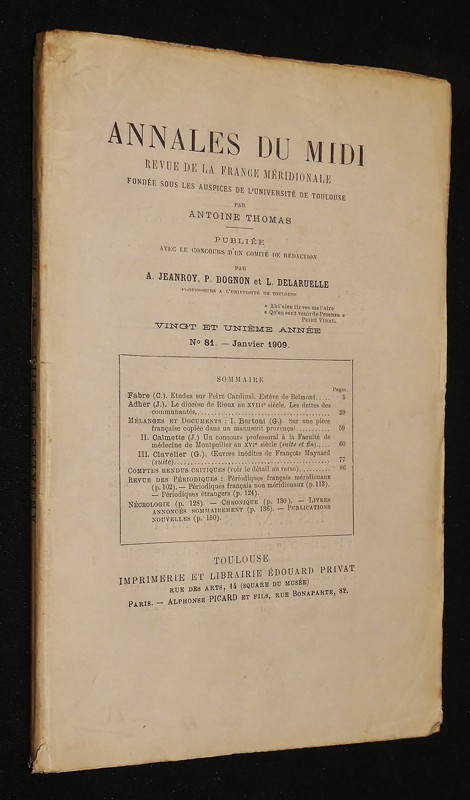 ANNALES DU MIDI
REVUE DE LA FRANCE MÉRIDIONALE
FONDÉE SOUS LES AUSPICES DE L'UNIVERSITÉ DE TOULOUSE
PAR
ANTOINE THOMAS
PUBLIÉE
AVEC LE CONCOURS D'UN COMITÉ DE RÉDACTION
PAR
A. JEANROY, P. DOGNON et L. DELARUELLE
PROFESSEURS A L'UNIVERSITÉ DE TOULOUSE
« Ab l'alen tir vas me l'aire
« Qu'eu sent venir de Proensa »
PEIRE VIDAL.
VINGT ET UNIÈME ANNÉE
No 81. — Janvier 1909.
SOMMAIRE
Pages.
Fabre (C.). Etudes sur Peire Cardinal. Estève de Belmont.... 5
Adher (J.). Le diocèse de Rieux au XVIIIe siècle. Les dettes des
communautés........ 29
MÉLANGES ET DOCUMENTS : I. Bertoni (G.). Sur une pièce
française copiée dans un manuscrit provençal........ 59
II. Calmette (J.) Un concours professoral à la Faculté de
médecine de Montpellier au XVIe siècle (suite et fin).... 60
III. Clavelier (G.). Œuvres inédites de François Maynard
(suite)........ 77
COMPTES RENDUS CRITIQUES (voir le détail au verso)........ 86
REVUE DES PÉRIODIQUES : Périodiques français méridionaux
(p. 102). — Périodiques français non méridionaux (p. 113).
— Périodiques étrangers (p. 124).
NÉCROLOGIE (p. 128). — CHRONIQUE (p. 130). — LIVRES
ANNONCÉS SOMMAIREMENT (p. 136). — PUBLICATIONS
NOUVELLES (p. 150).
TOULOUSE
IMPRIMERIE ET LIBRAIRIE ÉDOUARD PRIVAT
RUE DES ARTS, 14 (SQUARE DU MUSÉE)
PARIS. — ALPHONSE PICARD ET FILS, RUE BONAPARTE, 82.